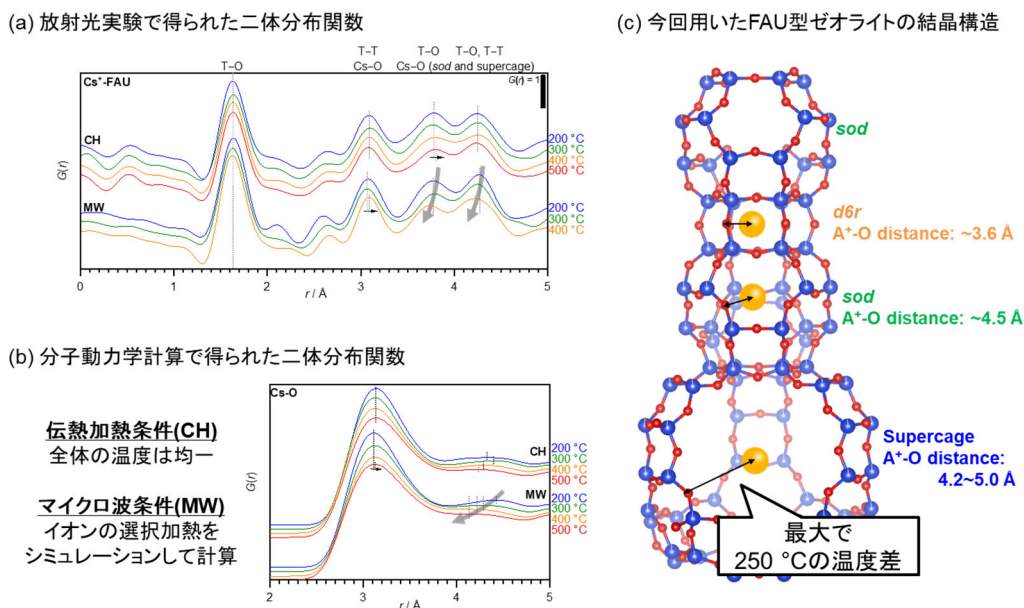 (a) 放射光実験で得られた二体分布関数
T–T
T–O
T–O, T–T
T–O
Cs–O
Cs–O (sod and supercage)
Cs⁺-FAU
G(r) = 1
CH
200 °C
300 °C
400 °C
500 °C
MW
200 °C
300 °C
400 °C
G(r)
0
1
2
3
4
5
r / Å
(b) 分子動力学計算で得られた二体分布関数
伝熱加熱条件(CH)
全体の温度は均一
マイクロ波条件(MW)
イオンの選択加熱を
シミュレーションして計算
Cs-O
CH
200 °C
300 °C
400 °C
500 °C
MW
200 °C
300 °C
400 °C
500 °C
G(r)
2
3
4
5
r / Å
(c) 今回用いたFAU型ゼオライトの結晶構造
sod
d6r
A⁺-O distance: ~3.6 Å
sod
A⁺-O distance: ~4.5 Å
Supercage
A⁺-O distance:
4.2~5.0 Å
最大で
250 °Cの温度差